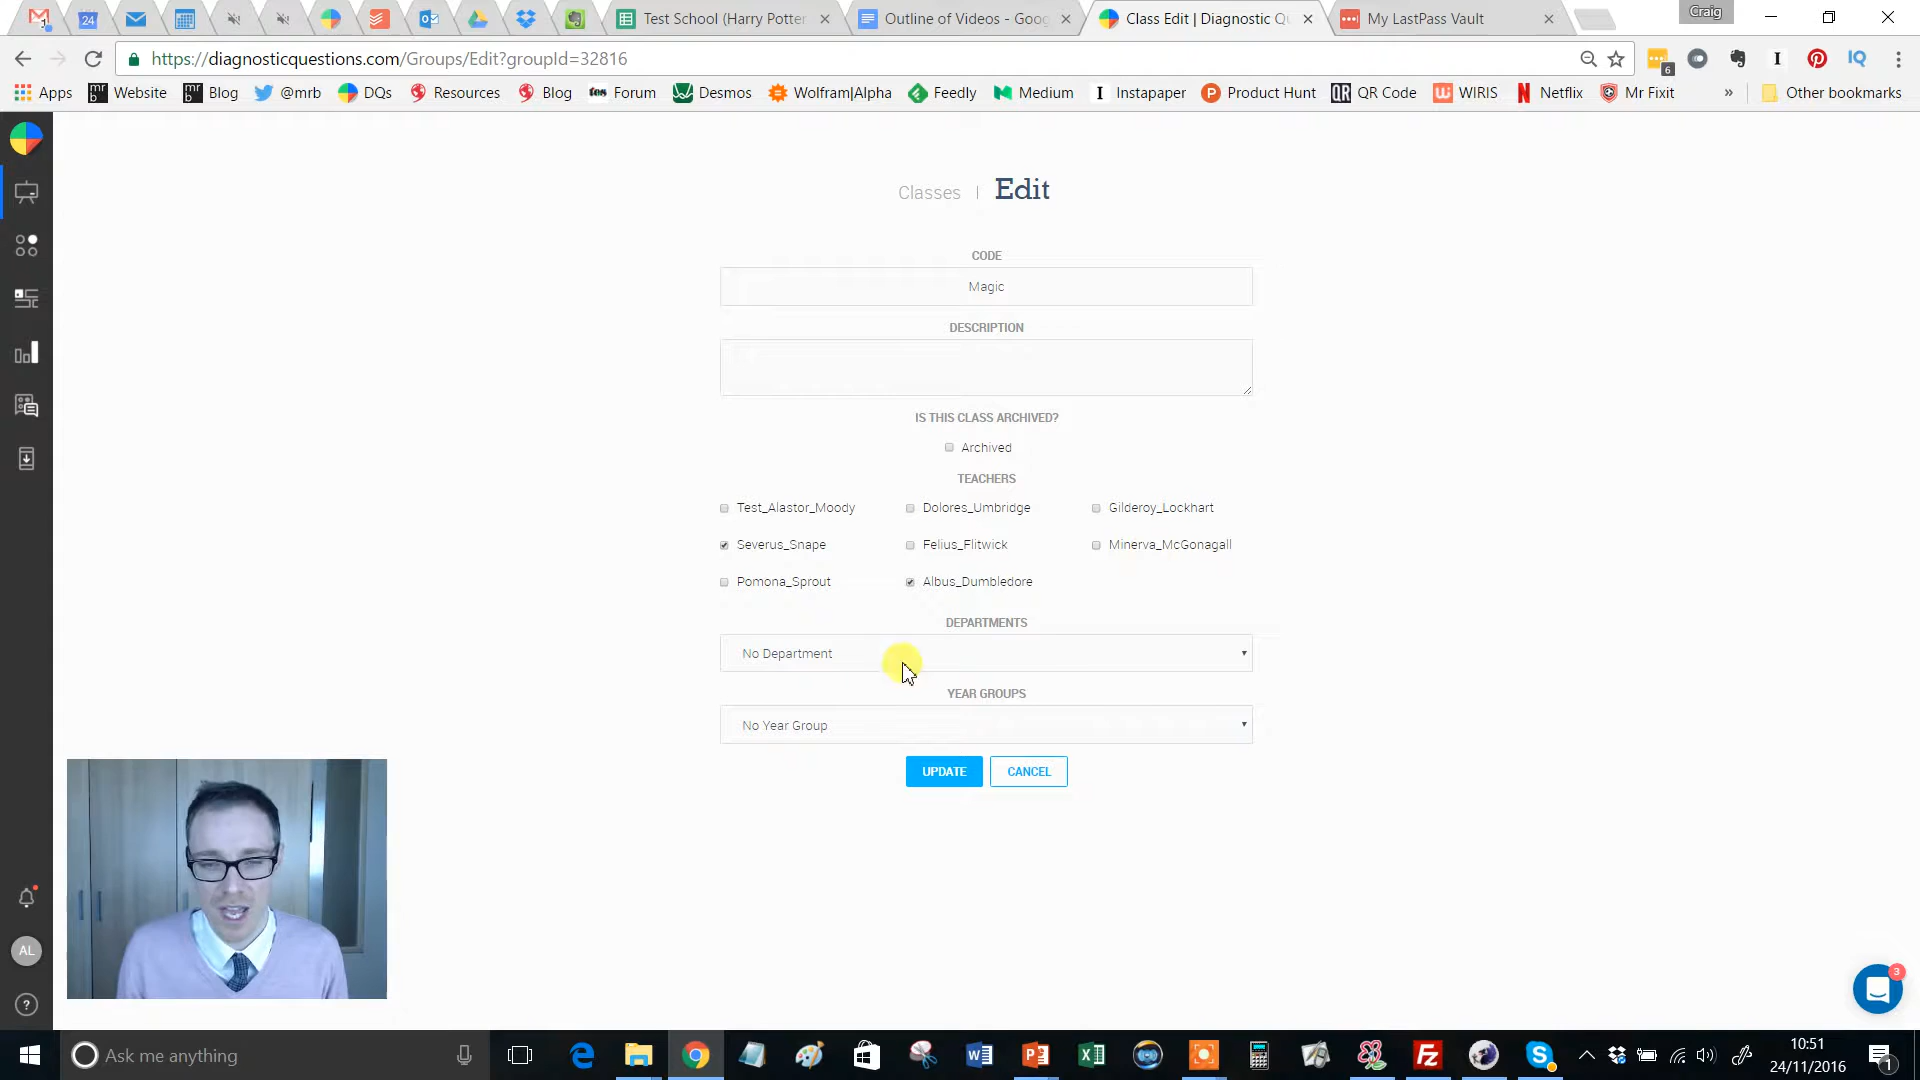 Craig
Test School (Harry Potter
Outline of Videos - Goog
Class Edit | Diagnostic Qu
My LastPass Vault
https://diagnosticquestions.com/Groups/Edit?groupId=32816
Apps
Website
Blog
@mrb
DQs
Resources
Blog
Forum
Desmos
Wolfram|Alpha
Feedly
Medium
Instapaper
Product Hunt
QR Code
WIRIS
Netflix
Mr Fixit
»
Other bookmarks
Classes | Edit
CODE
Magic
DESCRIPTION
IS THIS CLASS ARCHIVED?
Archived
TEACHERS
Test_Alastor_Moody
Dolores_Umbridge
Gilderoy_Lockhart
Severus_Snape
Felius_Flitwick
Minerva_McGonagall
Pomona_Sprout
Albus_Dumbledore
DEPARTMENTS
No Department
YEAR GROUPS
No Year Group
UPDATE
CANCEL
AL
?
3
Ask me anything
10:51
24/11/2016
1